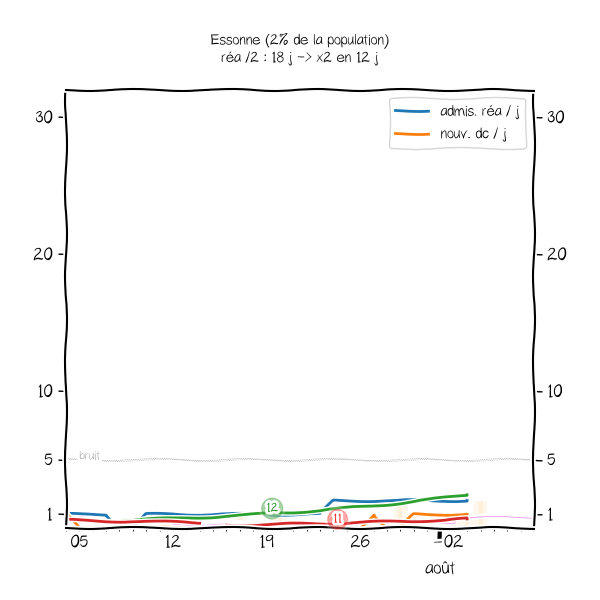 Essonne (2% de la population)
réa /2 : 18 j -> x2 en 12 j
admis. réa / j
nouv. dc / j
30
30
20
20
10
10
5
bruit
5
1
12
11
1
05
12
19
26
02
août